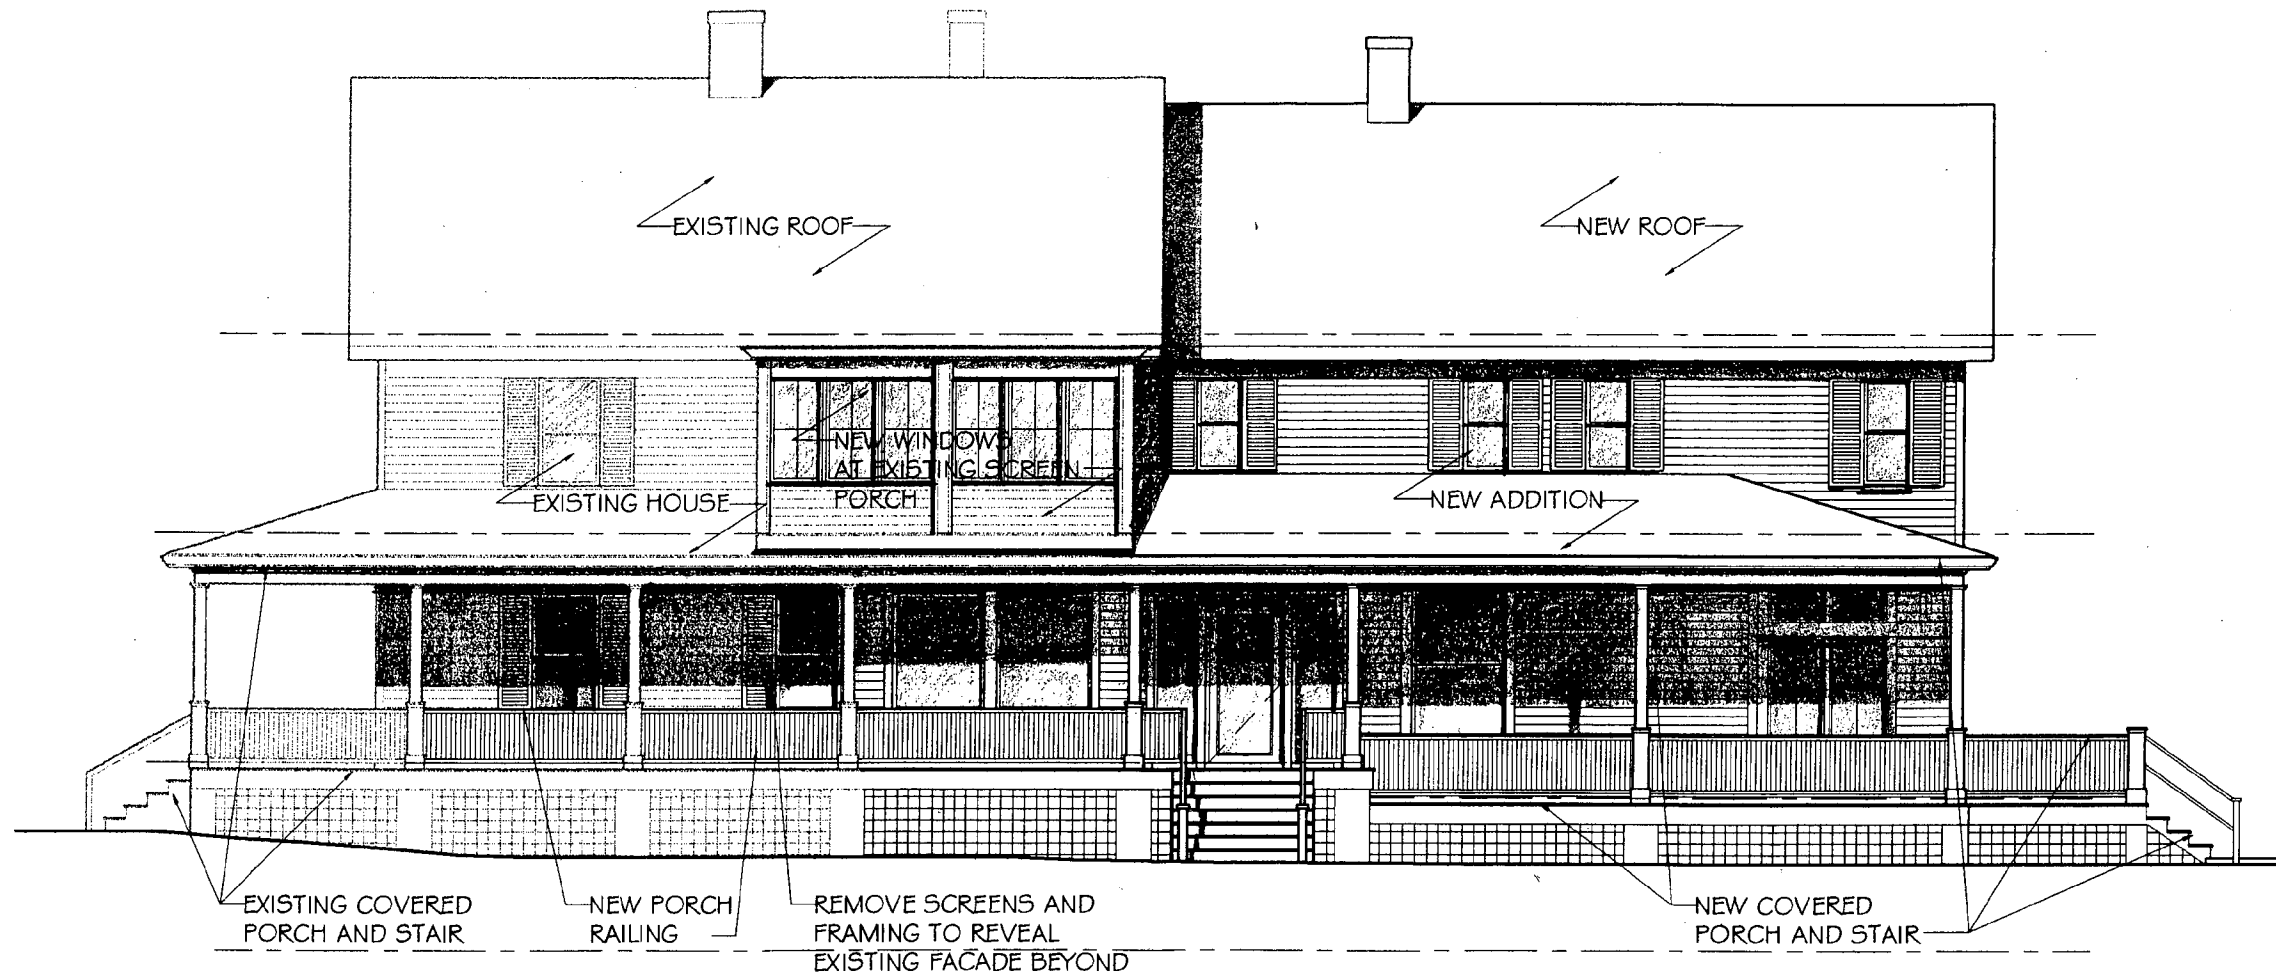 EXISTING ROOF
NEW ROOF
NEW WINDOWS
AT EXISTING SCREEN
PORCH
EXISTING HOUSE
NEW ADDITION
EXISTING COVERED
PORCH AND STAIR
NEW PORCH
RAILING
REMOVE SCREENS AND
FRAMING TO REVEAL
EXISTING FACADE BEYOND
NEW COVERED
PORCH AND STAIR